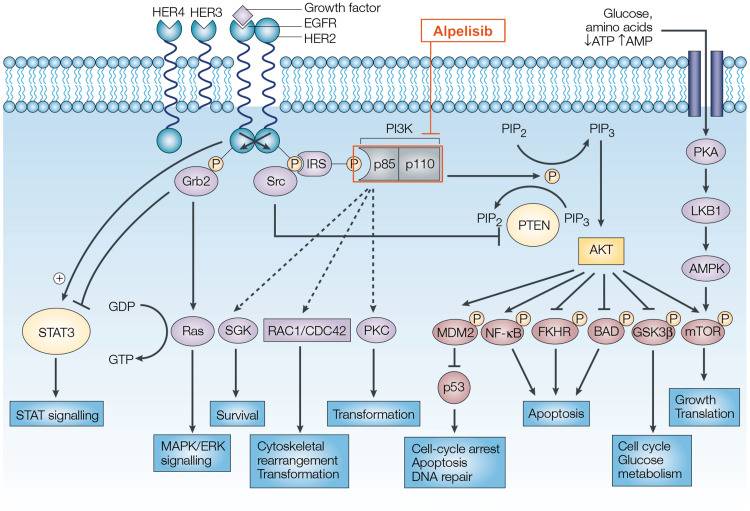 HER4
HER3
Growth factor
EGFR
HER2
Alpelisib
Glucose,
amino acids
↓ATP ↑AMP
PI3K
PIP2
PIP3
P
Grb2
Src
P
IRS
P
p85
p110
P
PKA
PIP2
PTEN
PIP3
LKB1
AKT
AMPK
+
GDP
GTP
STAT3
Ras
SGK
RAC1/CDC42
PKC
MDM2
P
NF-κB
P
FKHR
P
BAD
P
GSK3β
P
mTOR
P
p53
STAT signalling
Survival
Transformation
Apoptosis
Growth
Translation
MAPK/ERK
signalling
Cytoskeletal
rearrangement
Transformation
Cell-cycle arrest
Apoptosis
DNA repair
Cell cycle
Glucose
metabolism